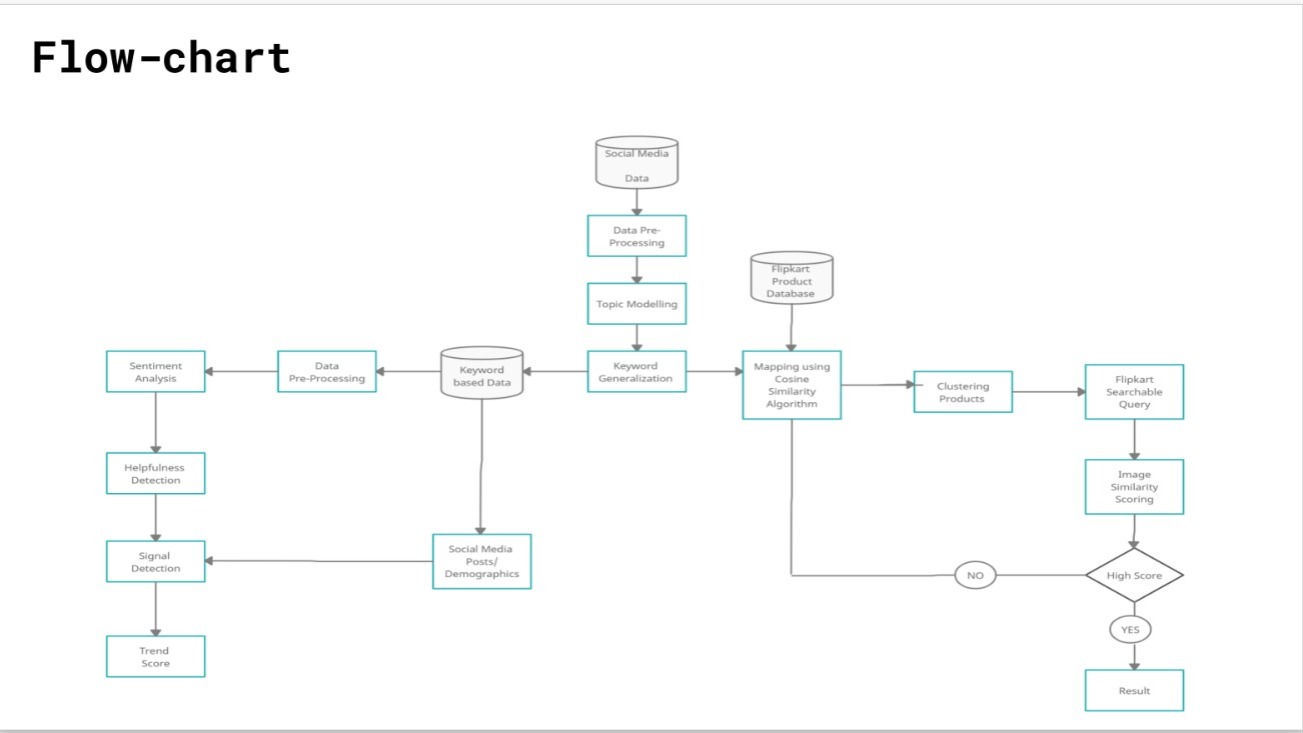 Flow-chart
Social Media
Data
Data Pre-
Processing
Topic Modelling
Flipkart
Product
Database
Sentiment
Analysis
Data
Pre-Processing
Keyword
based Data
Keyword
Generalization
Mapping using
Cosine
Similarity
Algorithm
Clustering
Products
Flipkart
Searchable
Query
Helpfulness
Detection
Image
Similarity
Scoring
Signal
Detection
Social Media
Posts/
Demographics
NO
High Score
YES
Trend
Score
Result